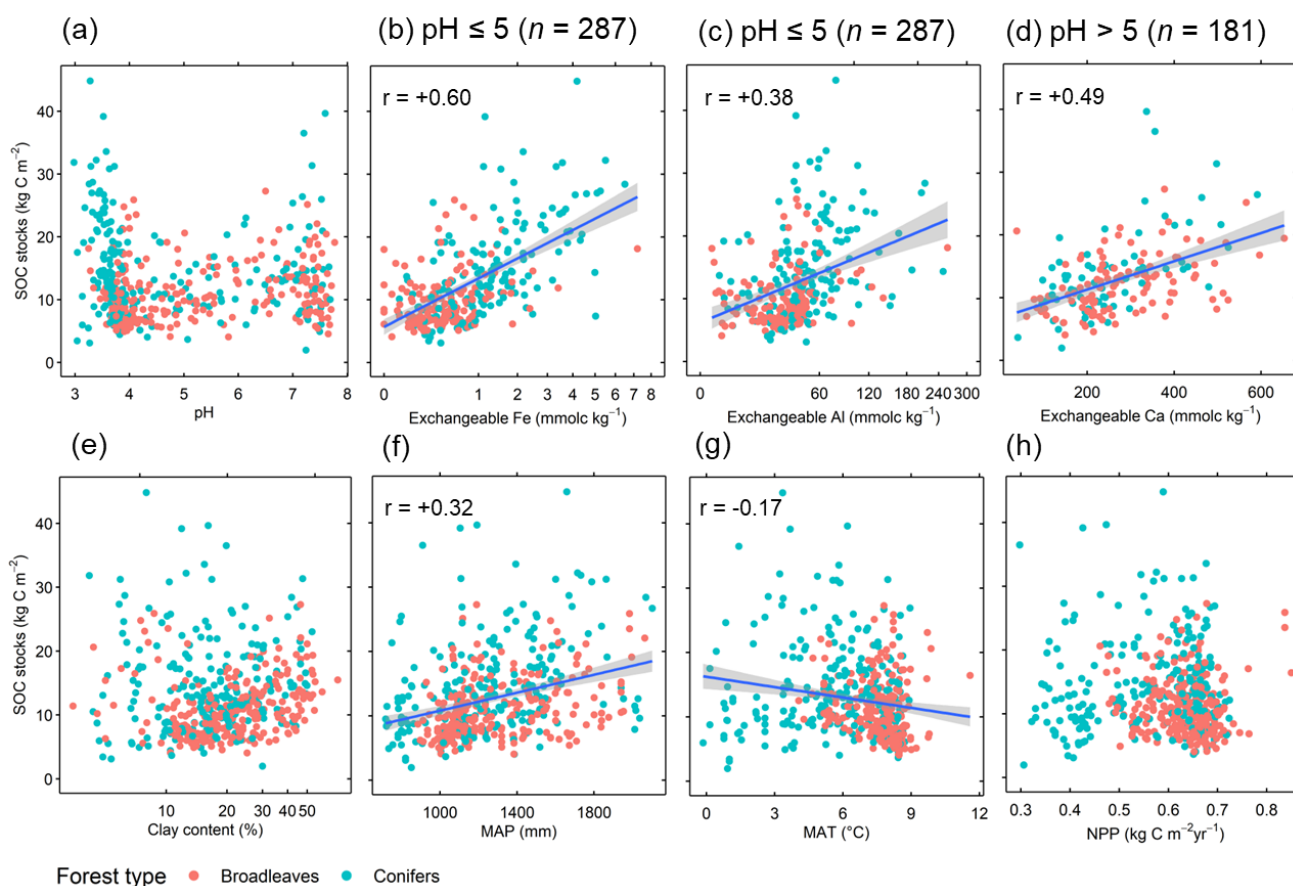 (a)
(b) pH ≤ 5 (n = 287)
(c) pH ≤ 5 (n = 287)
(d) pH > 5 (n = 181)
SOC stocks (kg C m⁻²)
40
30
20
10
0
3 4 5 6 7 8
pH
r = +0.60
0 1 2 3 4 5 6 7 8
Exchangeable Fe (mmolc kg⁻¹)
r = +0.38
0 60 120 180 240 300
Exchangeable Al (mmolc kg⁻¹)
r = +0.49
200 400 600
Exchangeable Ca (mmolc kg⁻¹)
(e)
(f)
(g)
(h)
SOC stocks (kg C m⁻²)
40
30
20
10
0
10 20 30 40 50
Clay content (%)
r = +0.32
1000 1400 1800
MAP (mm)
r = -0.17
0 3 6 9 12
MAT (°C)
0.3 0.4 0.5 0.6 0.7 0.8
NPP (kg C m⁻²yr⁻¹)
Forest type Broadleaves Conifers